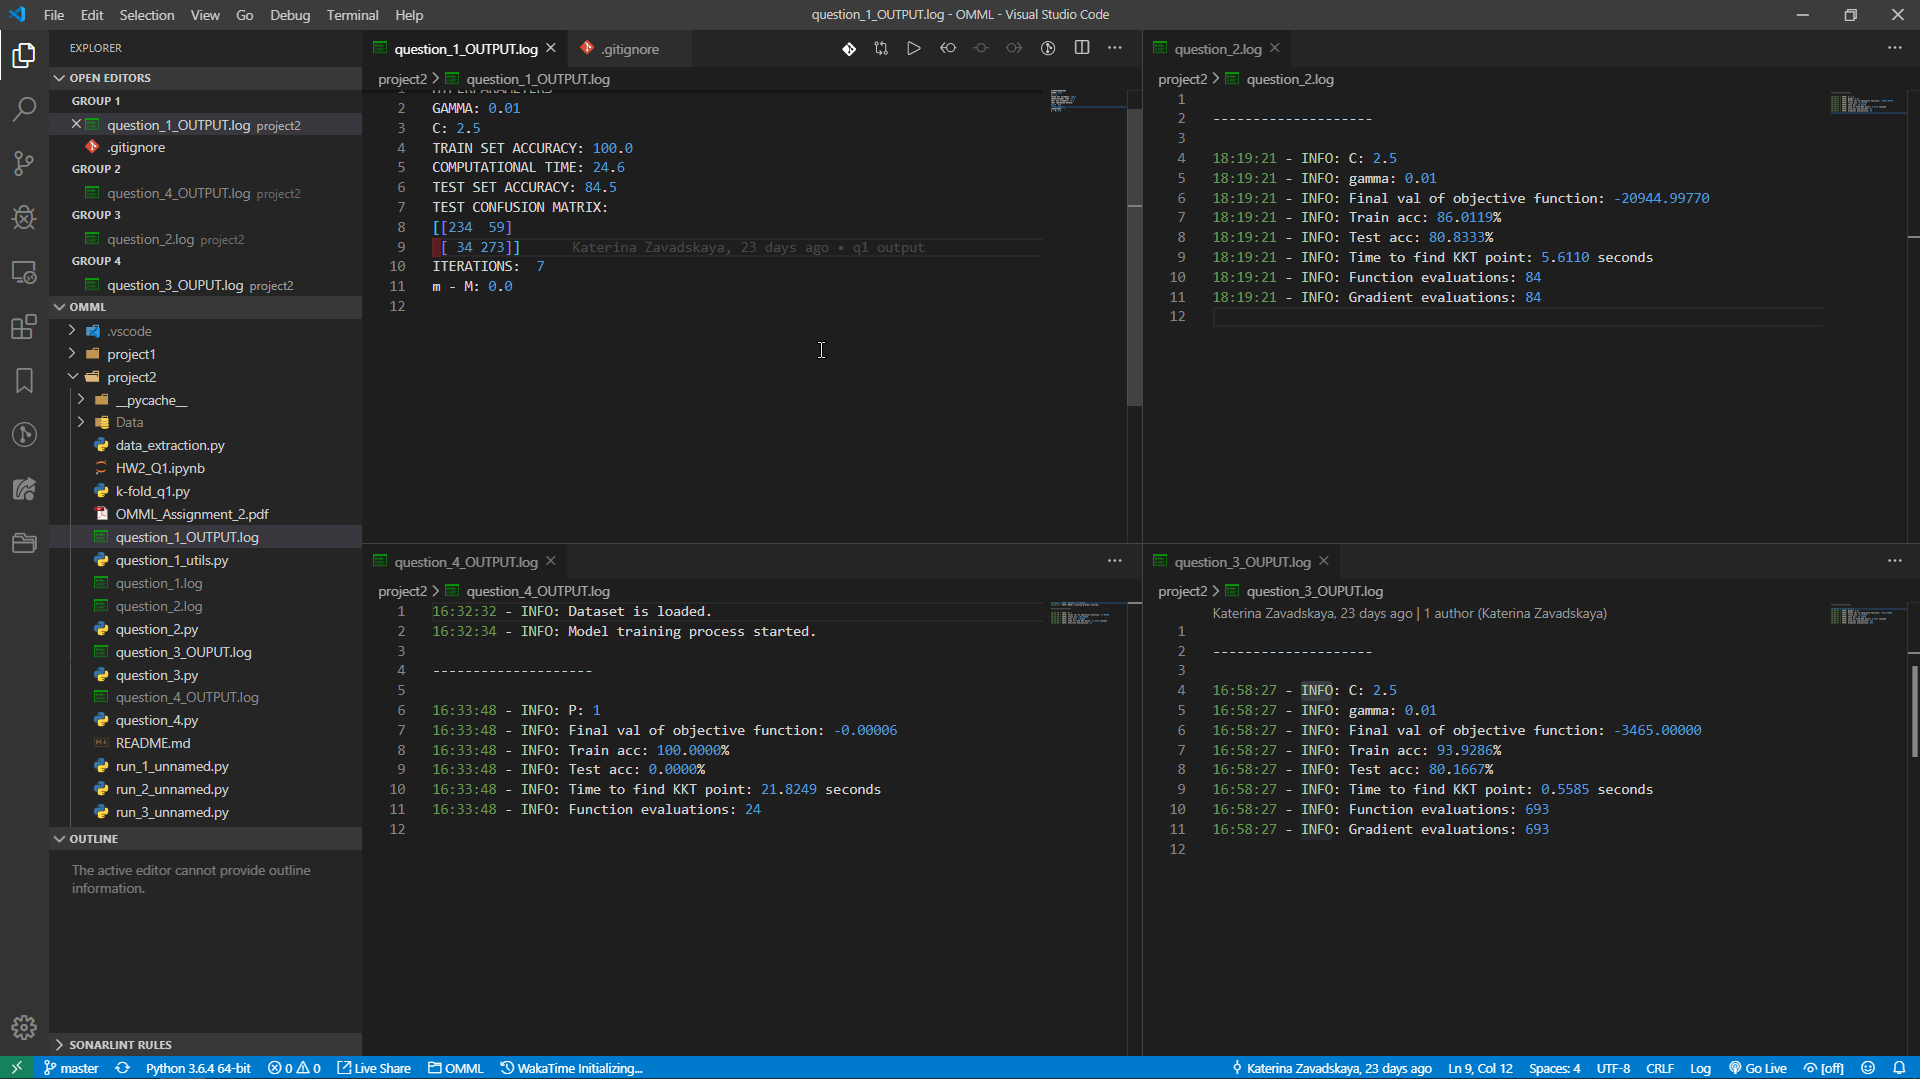 File Edit Selection View Go Debug Terminal Help
question_1_OUTPUT.log - OMML - Visual Studio Code
EXPLORER
OPEN EDITORS
GROUP 1
question_1_OUTPUT.log project2
.gitignore
GROUP 2
question_4_OUTPUT.log project2
GROUP 3
question_2.log project2
GROUP 4
question_3_OUPUT.log project2
OMML
.vscode
project1
project2
__pycache__
Data
data_extraction.py
HW2_Q1.ipynb
k-fold_q1.py
OMML_Assignment_2.pdf
question_1_OUTPUT.log
question_1_utils.py
question_1.log
question_2.log
question_2.py
question_3_OUPUT.log
question_3.py
question_4_OUTPUT.log
question_4.py
README.md
run_1_unnamed.py
run_2_unnamed.py
run_3_unnamed.py
OUTLINE
The active editor cannot provide outline
information.
SONARLINT RULES
question_1_OUTPUT.log
.gitignore
project2 > question_1_OUTPUT.log
1 HYPERPARAMETERS
2 GAMMA: 0.01
3 C: 2.5
4 TRAIN SET ACCURACY: 100.0
5 COMPUTATIONAL TIME: 24.6
6 TEST SET ACCURACY: 84.5
7 TEST CONFUSION MATRIX:
8 [[234 59]
9 [ 34 273]] Katerina Zavadskaya, 23 days ago • q1 output
10 ITERATIONS: 7
11 m - M: 0.0
12
question_2.log
project2 > question_2.log
1
2 --------------------
3
4 18:19:21 - INFO: C: 2.5
5 18:19:21 - INFO: gamma: 0.01
6 18:19:21 - INFO: Final val of objective function: -20944.99770
7 18:19:21 - INFO: Train acc: 86.0119%
8 18:19:21 - INFO: Test acc: 80.8333%
9 18:19:21 - INFO: Time to find KKT point: 5.6110 seconds
10 18:19:21 - INFO: Function evaluations: 84
11 18:19:21 - INFO: Gradient evaluations: 84
12
question_4_OUTPUT.log
project2 > question_4_OUTPUT.log
1 16:32:32 - INFO: Dataset is loaded.
2 16:32:34 - INFO: Model training process started.
3
4 --------------------
5
6 16:33:48 - INFO: P: 1
7 16:33:48 - INFO: Final val of objective function: -0.00006
8 16:33:48 - INFO: Train acc: 100.0000%
9 16:33:48 - INFO: Test acc: 0.0000%
10 16:33:48 - INFO: Time to find KKT point: 21.8249 seconds
11 16:33:48 - INFO: Function evaluations: 24
12
question_3_OUPUT.log
project2 > question_3_OUPUT.log
Katerina Zavadskaya, 23 days ago | 1 author (Katerina Zavadskaya)
1
2 --------------------
3
4 16:58:27 - INFO: C: 2.5
5 16:58:27 - INFO: gamma: 0.01
6 16:58:27 - INFO: Final val of objective function: -3465.00000
7 16:58:27 - INFO: Train acc: 93.9286%
8 16:58:27 - INFO: Test acc: 80.1667%
9 16:58:27 - INFO: Time to find KKT point: 0.5585 seconds
10 16:58:27 - INFO: Function evaluations: 693
11 16:58:27 - INFO: Gradient evaluations: 693
12
master Python 3.6.4 64-bit 0 0 Live Share OMML WakaTime Initializing... Katerina Zavadskaya, 23 days ago Ln 9, Col 12 Spaces: 4 UTF-8 CRLF Log Go Live [off]